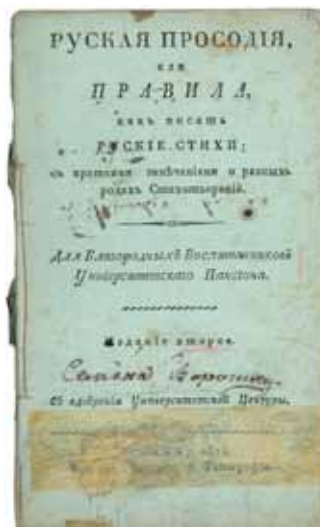 РУСКАЯ ПРОСОДІЯ,
или
ПРАВИЛА,
какъ писать
РУСКІЕ СТИХИ;
съ краткими замѣчаніями о разныхъ
родахъ Стихотвореній.
Для Благородныхъ Воспитанниковъ
Университетскаго Пансіона.
Изданіе второе.
Семена
Съ одобренія Университетской Цензуры.